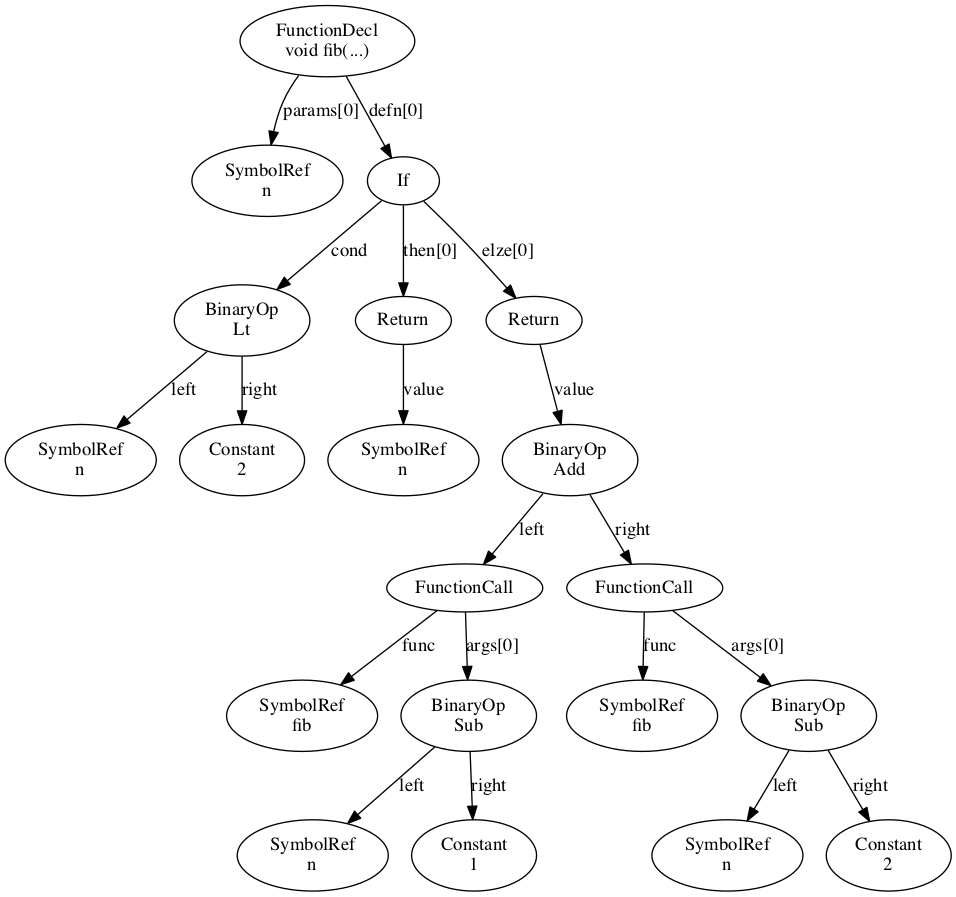 FunctionDecl
void fib(...)
params[0]
defn[0]
SymbolRef
n
If
cond
then[0]
elze[0]
BinaryOp
Lt
Return
Return
left
right
value
value
SymbolRef
n
Constant
2
SymbolRef
n
BinaryOp
Add
left
right
FunctionCall
FunctionCall
func
args[0]
func
args[0]
SymbolRef
fib
BinaryOp
Sub
SymbolRef
fib
BinaryOp
Sub
left
right
left
right
SymbolRef
n
Constant
1
SymbolRef
n
Constant
2